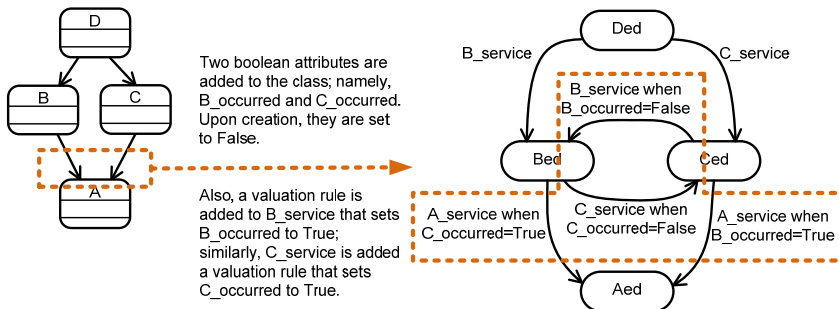 D
B
C
A
Two boolean attributes are
added to the class; namely,
B_occurred and C_occurred.
Upon creation, they are set
to False.
Also, a valuation rule is
added to B_service that sets
B_occurred to True;
similarly, C_service is added
a valuation rule that sets
C_occurred to True.
Ded
B_service
C_service
B_service when
B_occurred=False
Bed
Ced
A_service when
C_occurred=True
C_service when
C_occurred=False
A_service when
B_occurred=True
Aed